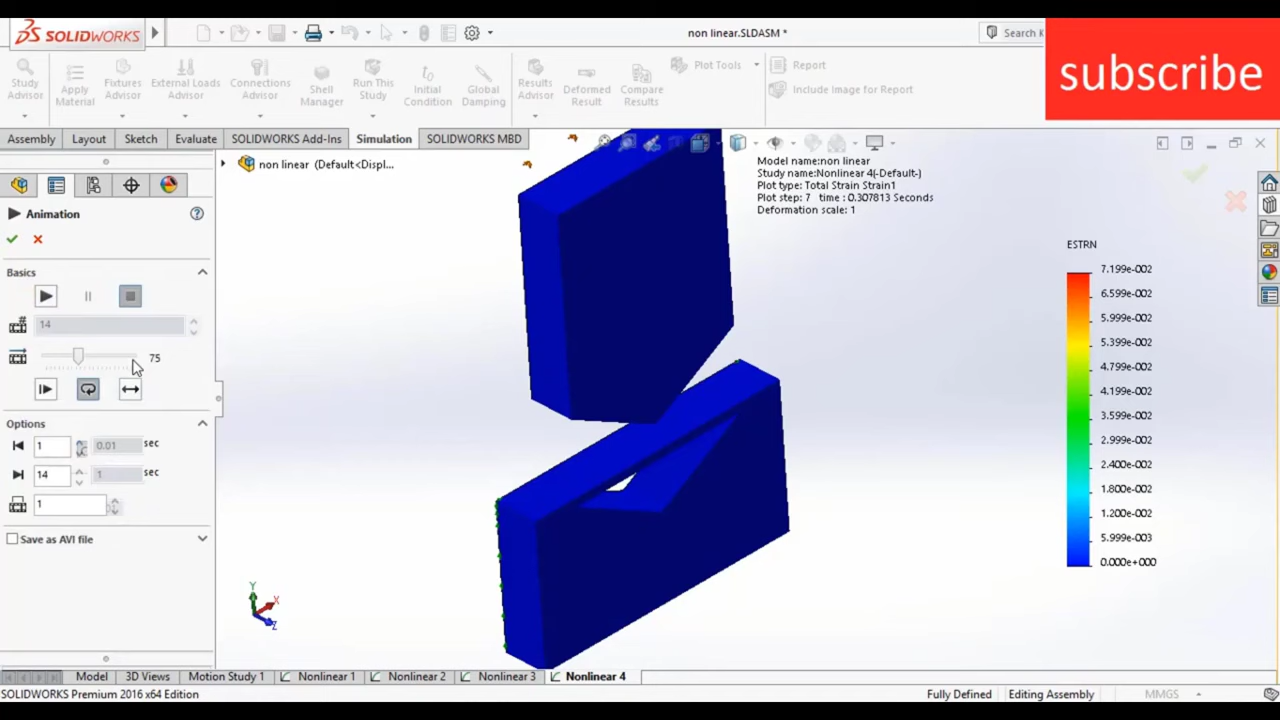 SOLIDWORKS
non linear.SLDASM *
Search K
subscribe
Study Advisor
Apply Material
Fixtures Advisor
External Loads Advisor
Connections Advisor
Shell Manager
Run This Study
Initial Condition
Global Damping
Results Advisor
Deformed Result
Compare Results
Plot Tools
Report
Include Image for Report
Assembly
Layout
Sketch
Evaluate
SOLIDWORKS Add-Ins
Simulation
SOLIDWORKS MBD
non linear (Default<Displ...
Model name:non linear
Study name:Nonlinear 4(-Default-)
Plot type: Total Strain Strain1
Plot step: 7 time : 0.307813 Seconds
Deformation scale: 1
Animation
Basics
14
75
Options
1
0.01
sec
14
1
sec
1
Save as AVI file
ESTRN
7.199e-002
6.599e-002
5.999e-002
5.399e-002
4.799e-002
4.199e-002
3.599e-002
2.999e-002
2.400e-002
1.800e-002
1.200e-002
5.999e-003
0.000e+000
Y
X
Z
Model
3D Views
Motion Study 1
Nonlinear 1
Nonlinear 2
Nonlinear 3
Nonlinear 4
SOLIDWORKS Premium 2016 x64 Edition
Fully Defined
Editing Assembly
MMGS